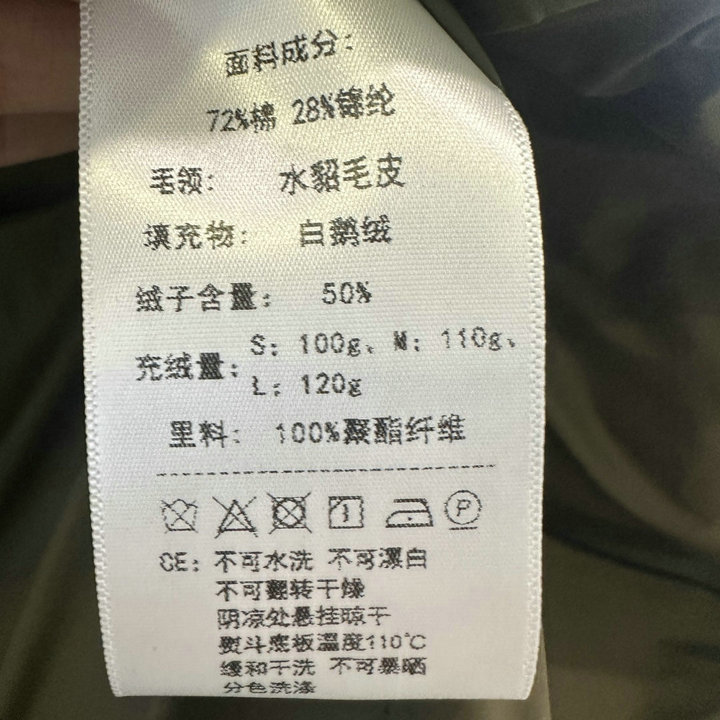 面料成分:
72%棉 28%锦纶
毛领: 水貂毛皮
填充物: 白鹅绒
绒子含量: 50%
充绒量: S: 100g、M: 110g、
L: 120g
里料: 100%聚酯纤维
P
CE: 不可水洗 不可漂白
不可翻转干燥
阴凉处悬挂晾干
熨斗底板温度110℃
缓和干洗 不可暴晒
分色洗涤